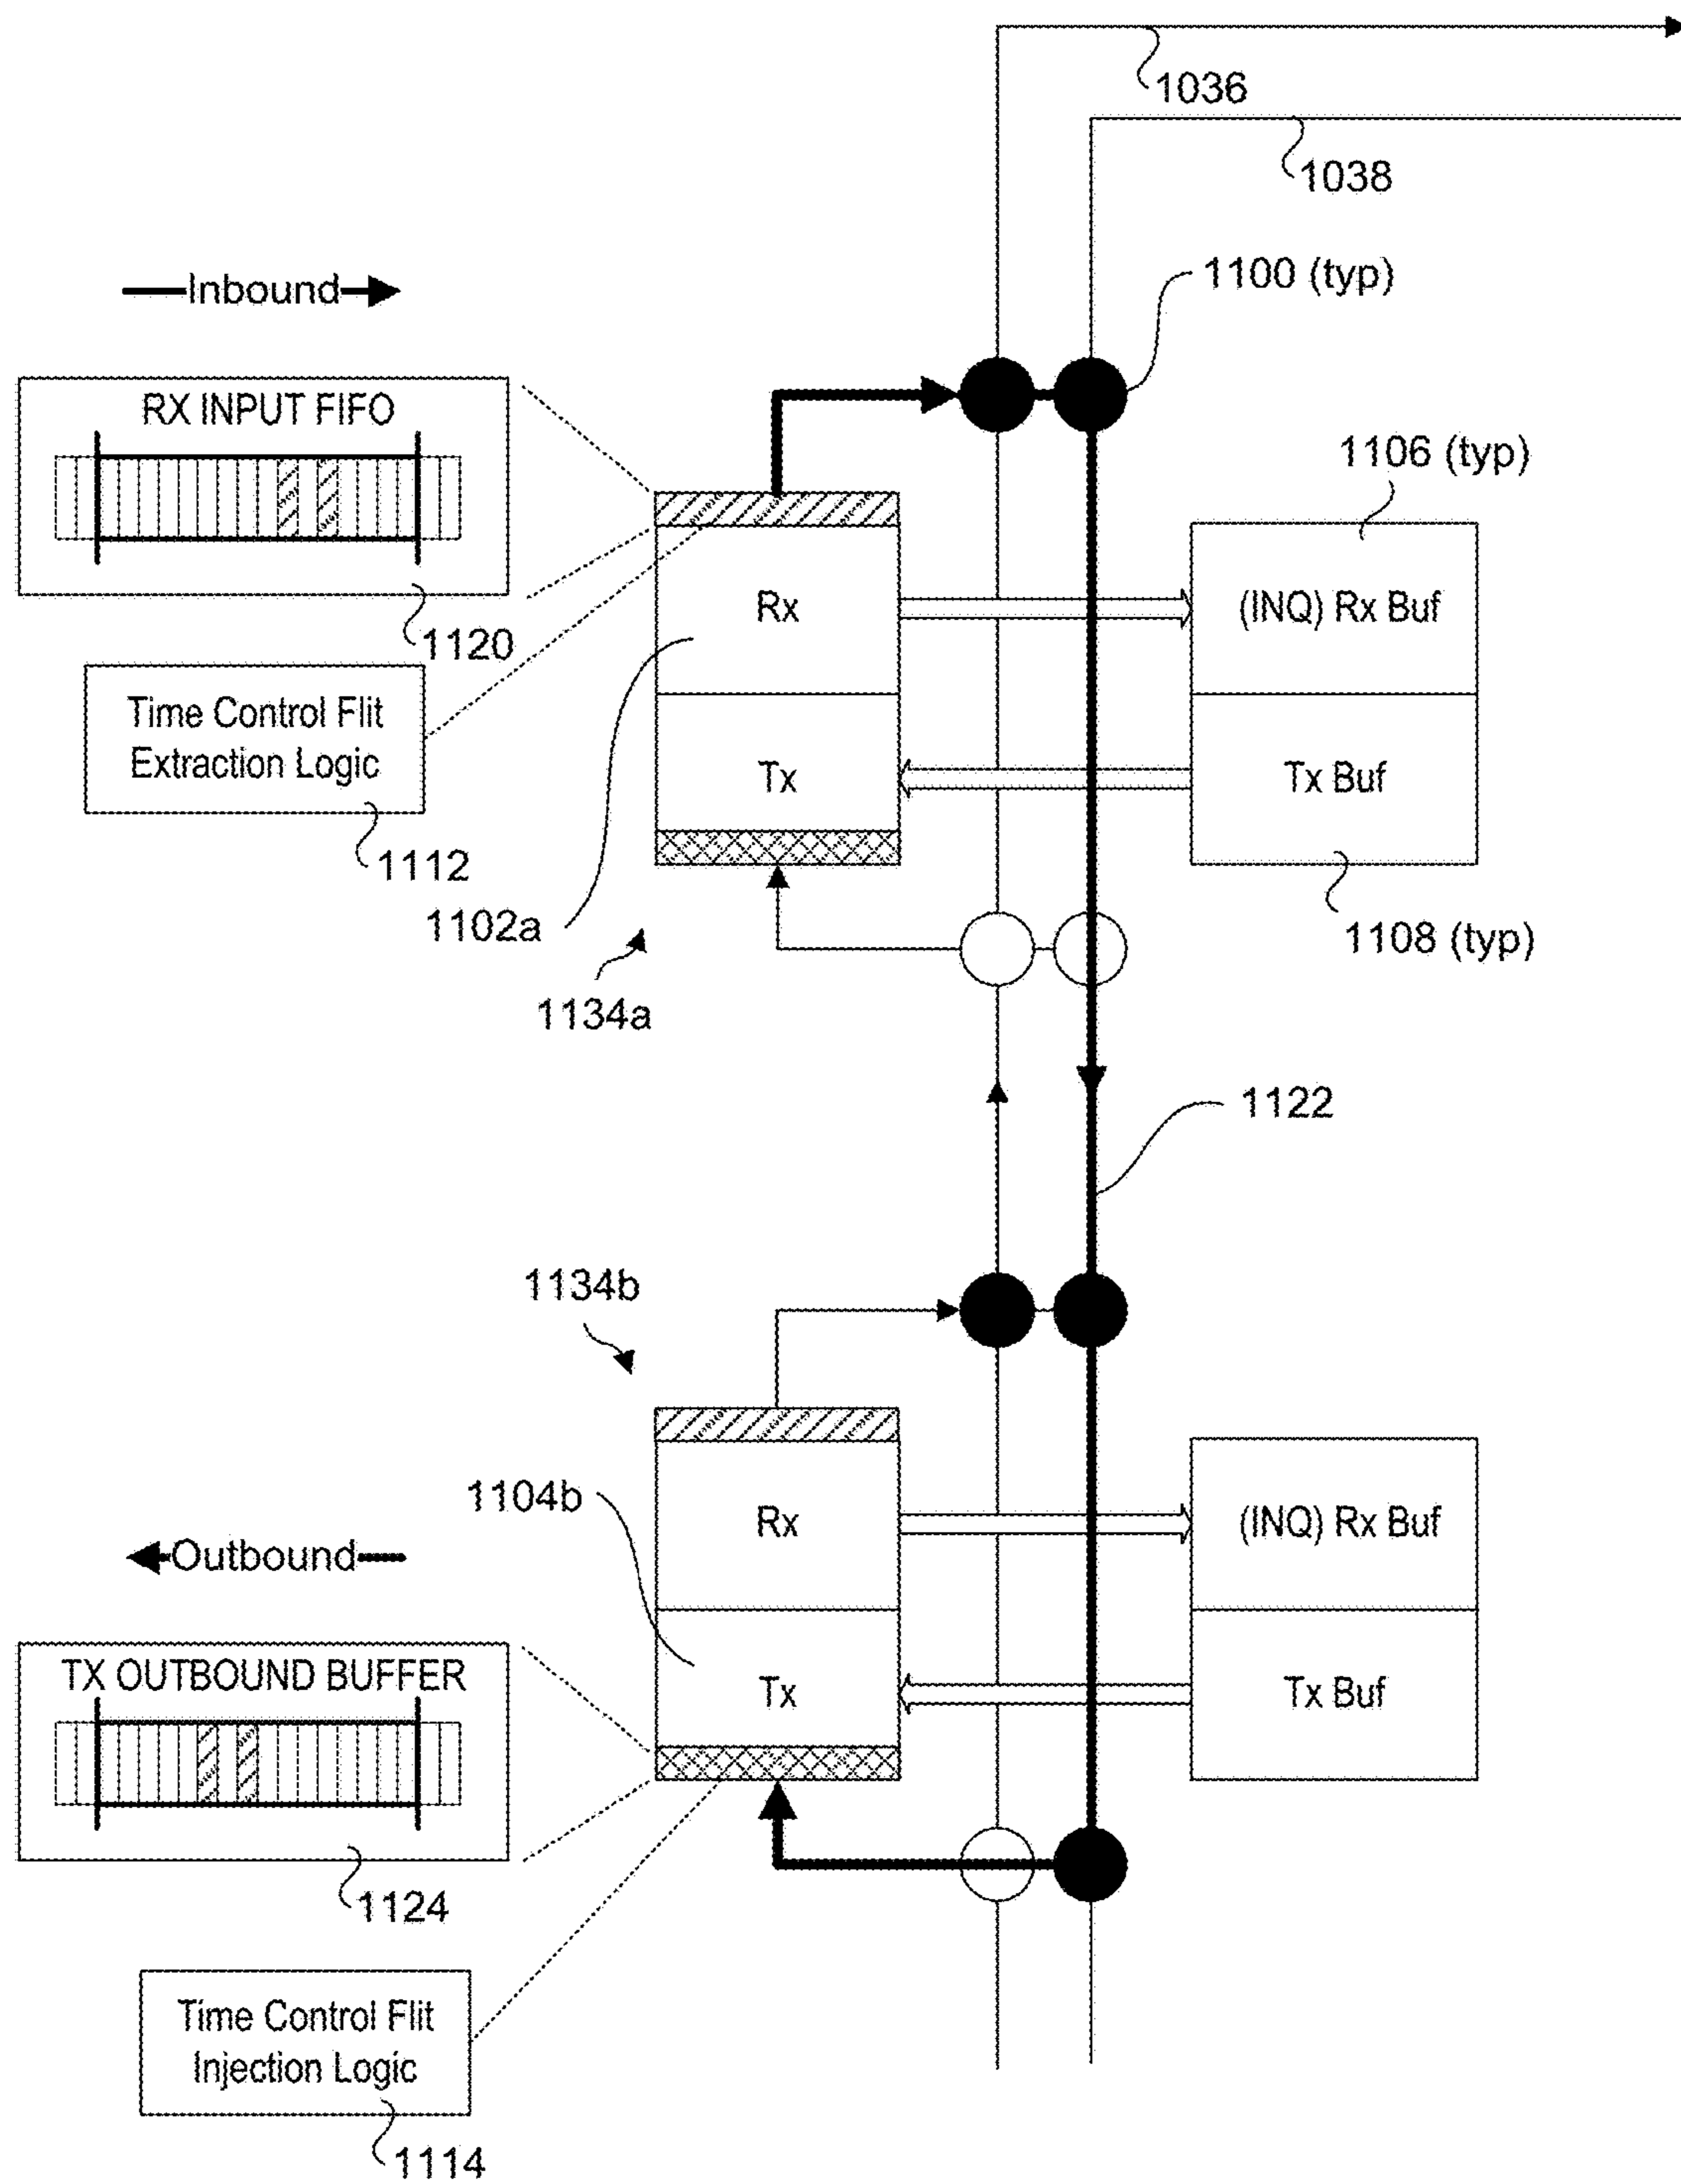 1036
1038
1100 (typ)
Inbound
RX INPUT FIFO
1106 (typ)
Rx
(INQ) Rx Buf
1120
Time Control Flit
Extraction Logic
Tx
Tx Buf
1112
1102a
1108 (typ)
1134a
1122
1134b
1104b
Rx
(INQ) Rx Buf
Outbound
TX OUTBOUND BUFFER
Tx
Tx Buf
1124
Time Control Flit
Injection Logic
1114